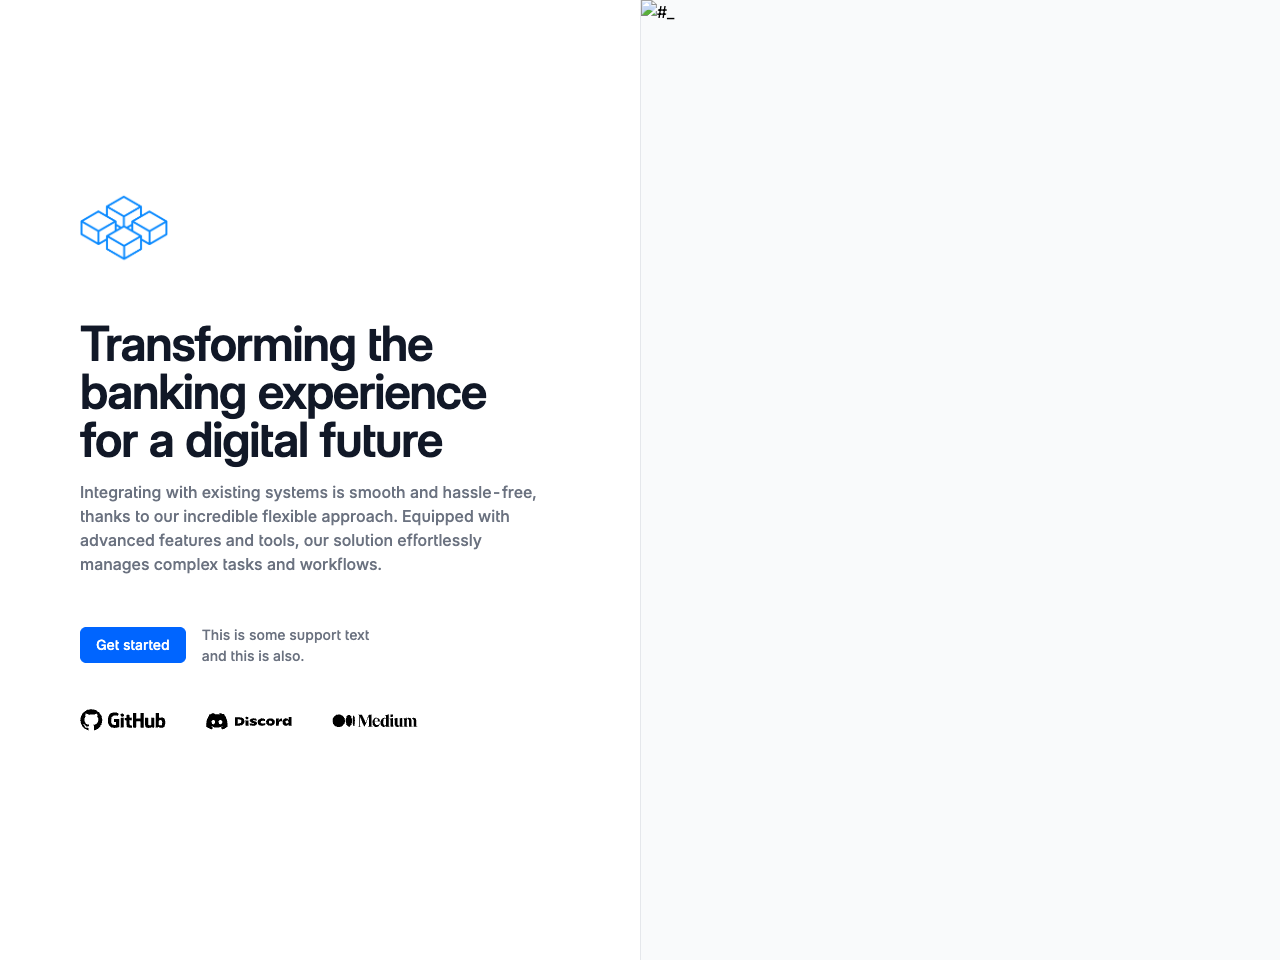 #_
Transforming the
banking experience
for a digital future
Integrating with existing systems is smooth and hassle-free,
thanks to our incredible flexible approach. Equipped with
advanced features and tools, our solution effortlessly
manages complex tasks and workflows.
Get started
This is some support text
and this is also.
GitHub
Discord
Medium